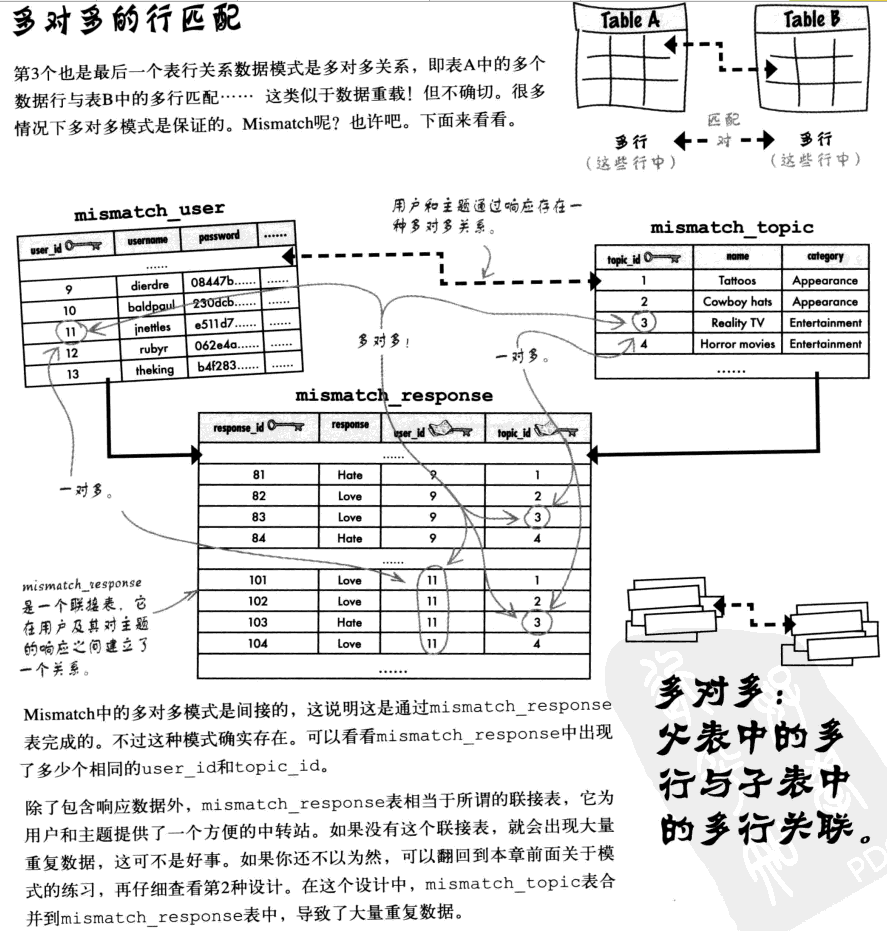 多对多的行匹配
第3个也是最后一个表行关系数据模式是多对多关系，即表A中的多个
数据行与表B中的多行匹配…… 这类似于数据重载！但不确切。很多
情况下多对多模式是保证的。Mismatch呢？也许吧。下面来看看。
Table A
Table B
匹配
多行 对 多行
（这些行中） （这些行中）
用户和主题通过响应存在一
种多对多关系。
mismatch_user
user_id username password ……
……
9 dierdre 08447b…… ……
10 baldpaul 230dcb…… ……
11 jnettles e511d7…… ……
12 rubyr 062e4a…… ……
13 theking b4f283…… ……
mismatch_topic
topic_id name category
1 Tattoos Appearance
2 Cowboy hats Appearance
3 Reality TV Entertainment
4 Horror movies Entertainment
……
多对多！
一对多。
mismatch_response
response_id response user_id topic_id
……
81 Hate 9 1
82 Love 9 2
83 Love 9 3
84 Hate 9 4
……
101 Love 11 1
102 Love 11 2
103 Hate 11 3
104 Love 11 4
……
一对多。
mismatch_response
是一个联接表，它
在用户及其对主题
的响应之间建立了
一个关系。
Mismatch中的多对多模式是间接的，这说明这是通过mismatch_response
表完成的。不过这种模式确实存在。可以看看mismatch_response中出现
了多少个相同的user_id和topic_id。
除了包含响应数据外，mismatch_response表相当于所谓的联接表，它为
用户和主题提供了一个方便的中转站。如果没有这个联接表，就会出现大量
重复数据，这可不是好事。如果你还不以为然，可以翻回到本章前面关于模
式的练习，再仔细查看第2种设计。在这个设计中，mismatch_topic表合
并到mismatch_response表中，导致了大量重复数据。
多对多：
父表中的多
行与子表中
的多行关联。